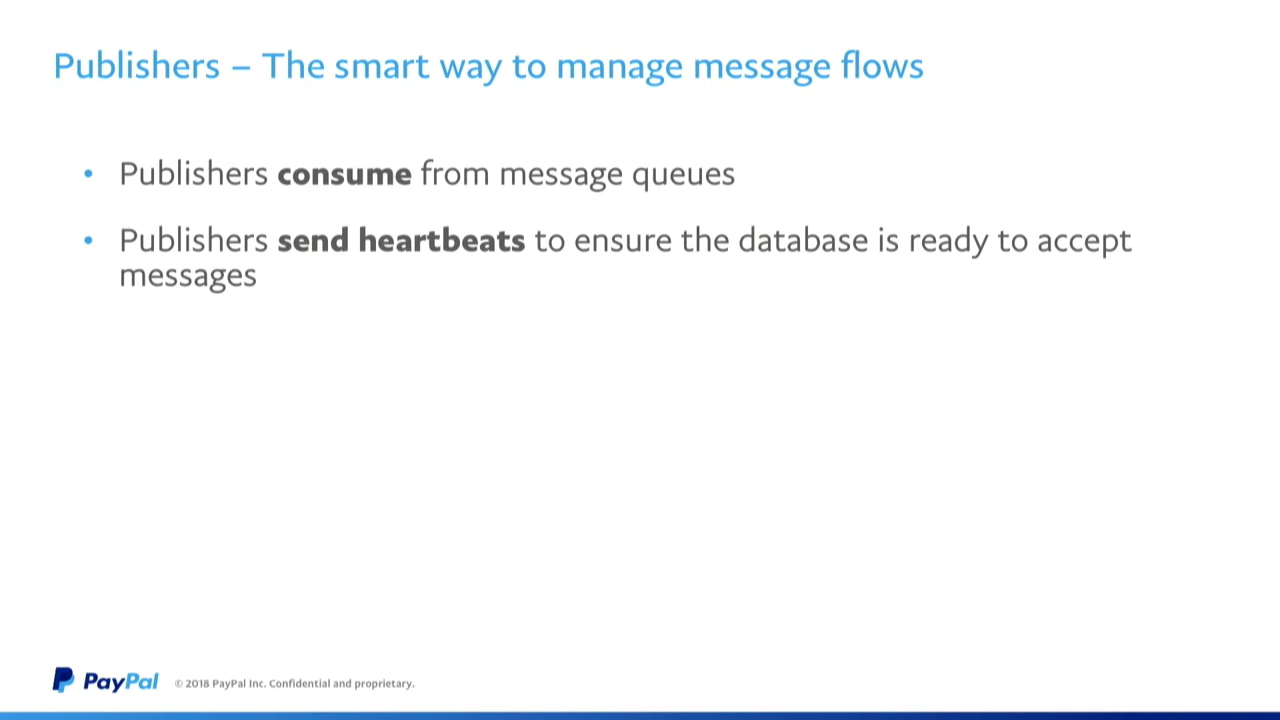 Publishers – The smart way to manage message flows
• Publishers consume from message queues
• Publishers send heartbeats to ensure the database is ready to accept
messages
PayPal © 2018 PayPal Inc. Confidential and proprietary.